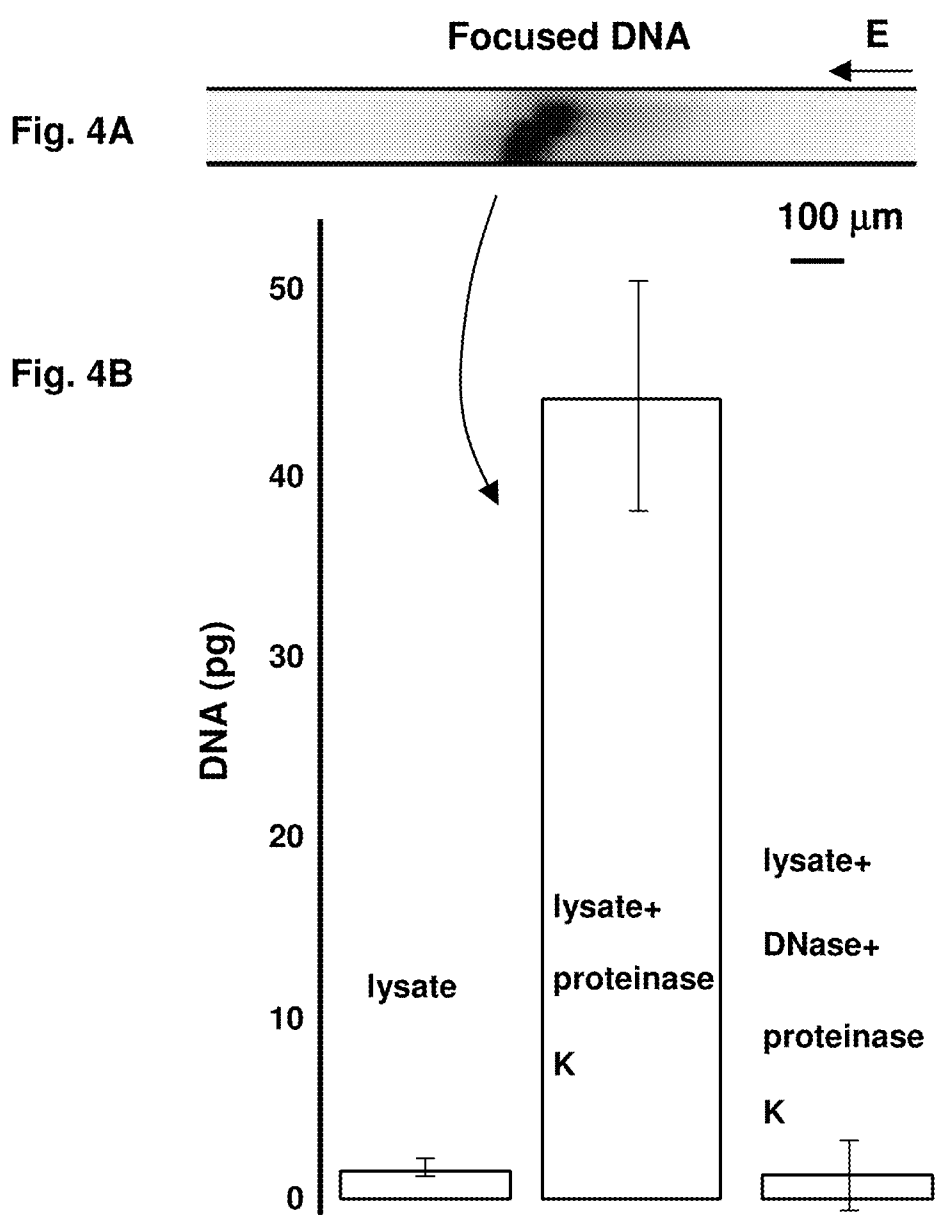 Focused DNA
E
Fig. 4A
100 μm
50
Fig. 4B
40
30
DNA (pg)
20
10
0
lysate
lysate+
proteinase
K
lysate+
DNase+
proteinase
K